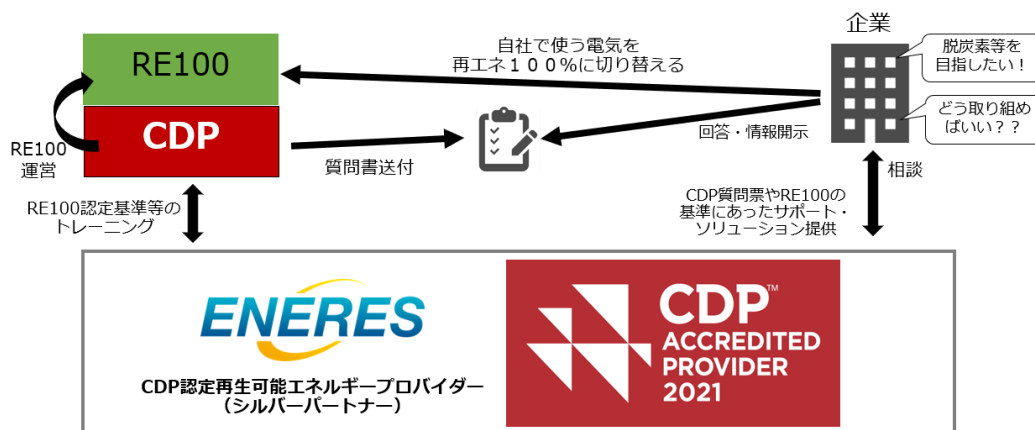 企業
RE100
自社で使う電気を
再エネ１００％に切り替える
脱炭素等を
目指したい！
どう取り組め
ばいい？？
CDP
RE100
運営
質問書送付
回答・情報開示
相談
RE100認定基準等の
トレーニング
CDP質問票やRE100の
基準にあったサポート・
ソリューション提供
ENERES
CDP認定再生可能エネルギープロバイダー
（シルバーパートナー）
CDP™
ACCREDITED
PROVIDER
2021